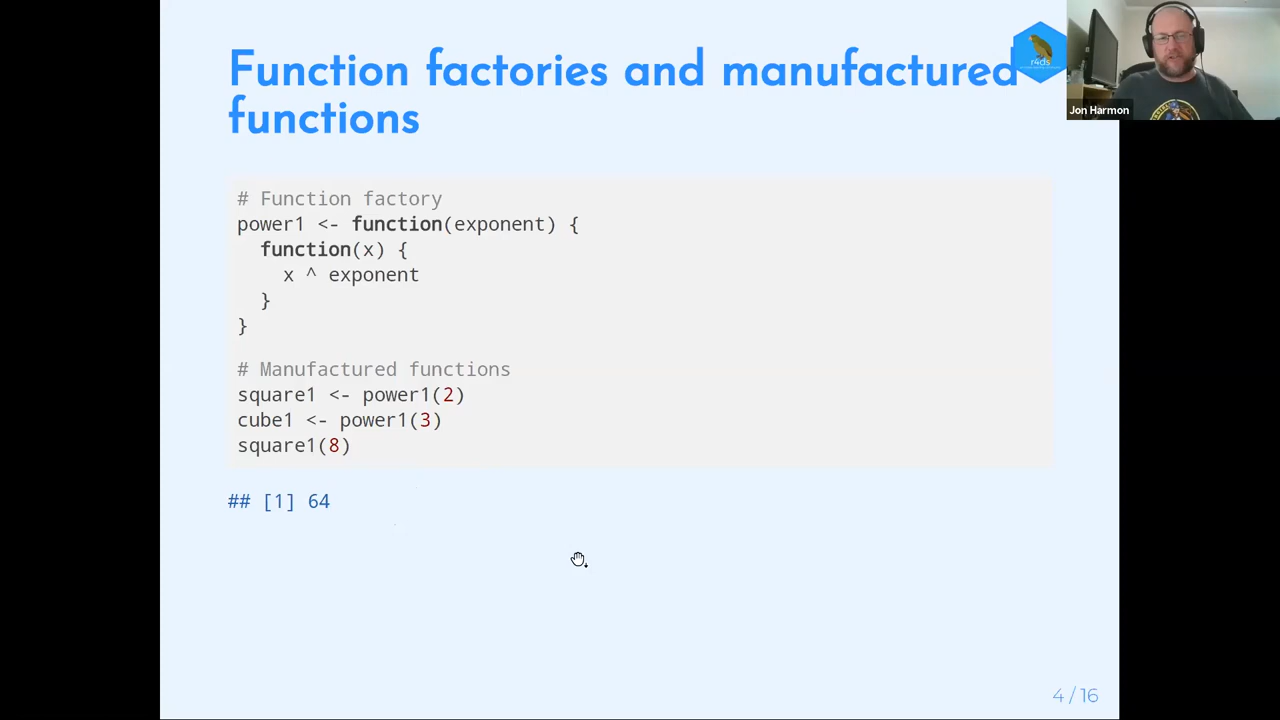 Function factories and manufactured
functions
r4ds
Jon Harmon
# Function factory
power1 <- function(exponent) {
  function(x) {
    x ^ exponent
  }
}
# Manufactured functions
square1 <- power1(2)
cube1 <- power1(3)
square1(8)
## [1] 64
4 / 16